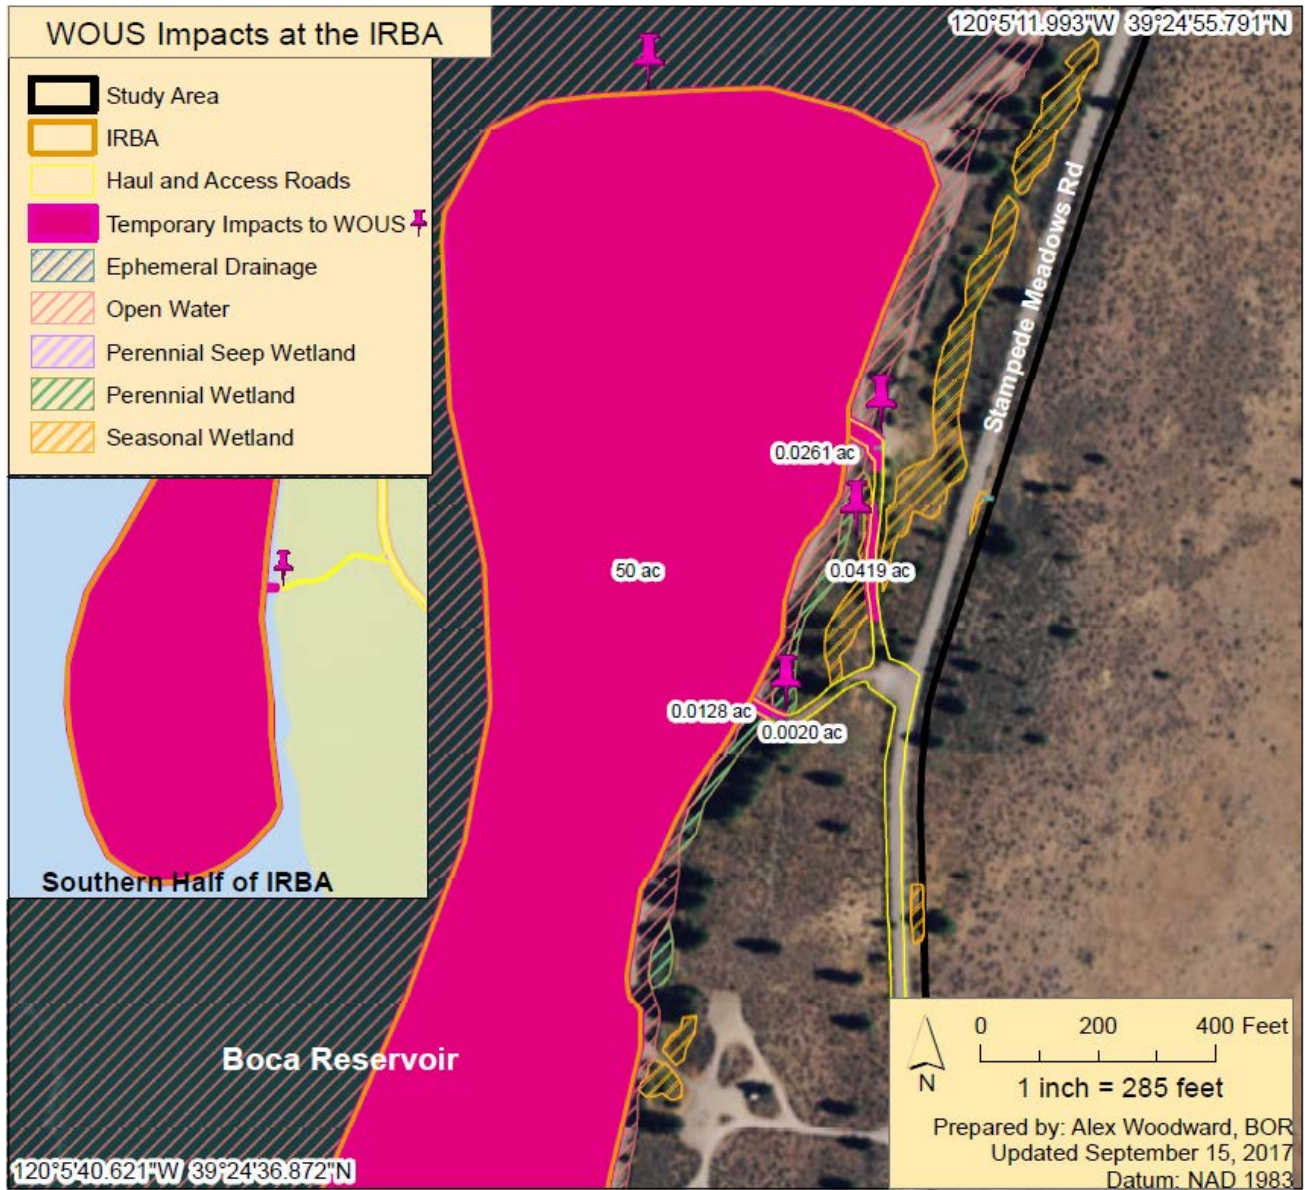 WOUS Impacts at the IRBA
120°5'11.993"W 39°24'55.791"N
Study Area
IRBA
Haul and Access Roads
Temporary Impacts to WOUS
Ephemeral Drainage
Open Water
Perennial Seep Wetland
Perennial Wetland
Seasonal Wetland
Stampede Meadows Rd
0.0261 ac
50 ac
0.0419 ac
0.0128 ac
0.0020 ac
Southern Half of IRBA
Boca Reservoir
0 200 400 Feet
N
1 inch = 285 feet
Prepared by: Alex Woodward, BOR
Updated September 15, 2017
Datum: NAD 1983
120°5'40.621"W 39°24'36.872"N